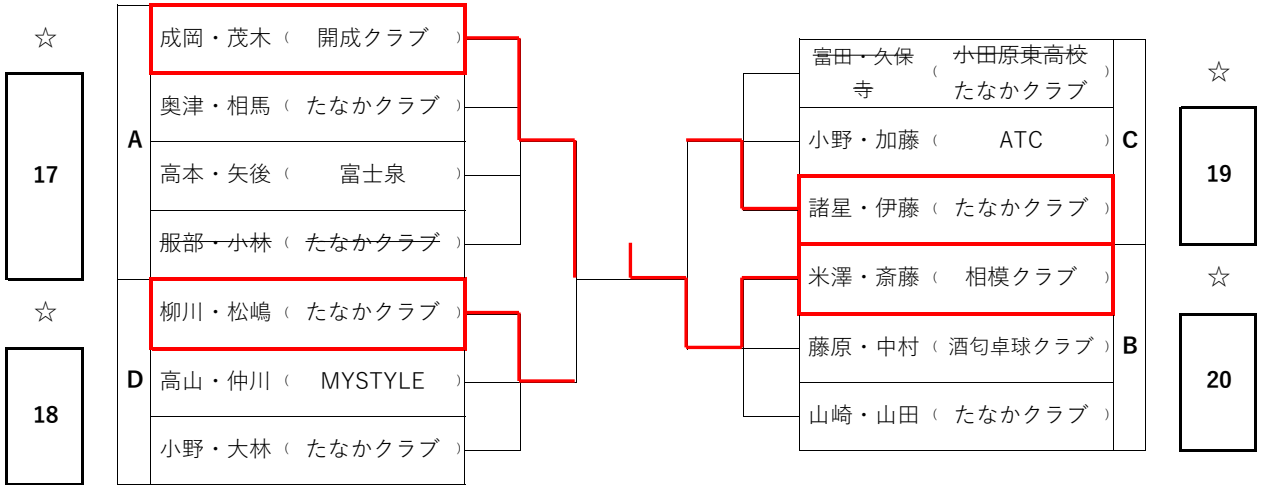 ☆
17
☆
18
A
成岡・茂木（ 開成クラブ ）
奥津・相馬（ たなかクラブ ）
高本・矢後（ 富士泉 ）
服部・小林（ たなかクラブ ）
D
柳川・松嶋（ たなかクラブ ）
高山・仲川（ MYSTYLE ）
小野・大林（ たなかクラブ ）
富田・久保（ 小田原東高校 ）
寺 たなかクラブ
小野・加藤（ ATC ）
諸星・伊藤（ たなかクラブ ）
C
米澤・斎藤（ 相模クラブ ）
藤原・中村（ 酒匂卓球クラブ ）
山崎・山田（ たなかクラブ ）
B
☆
19
☆
20